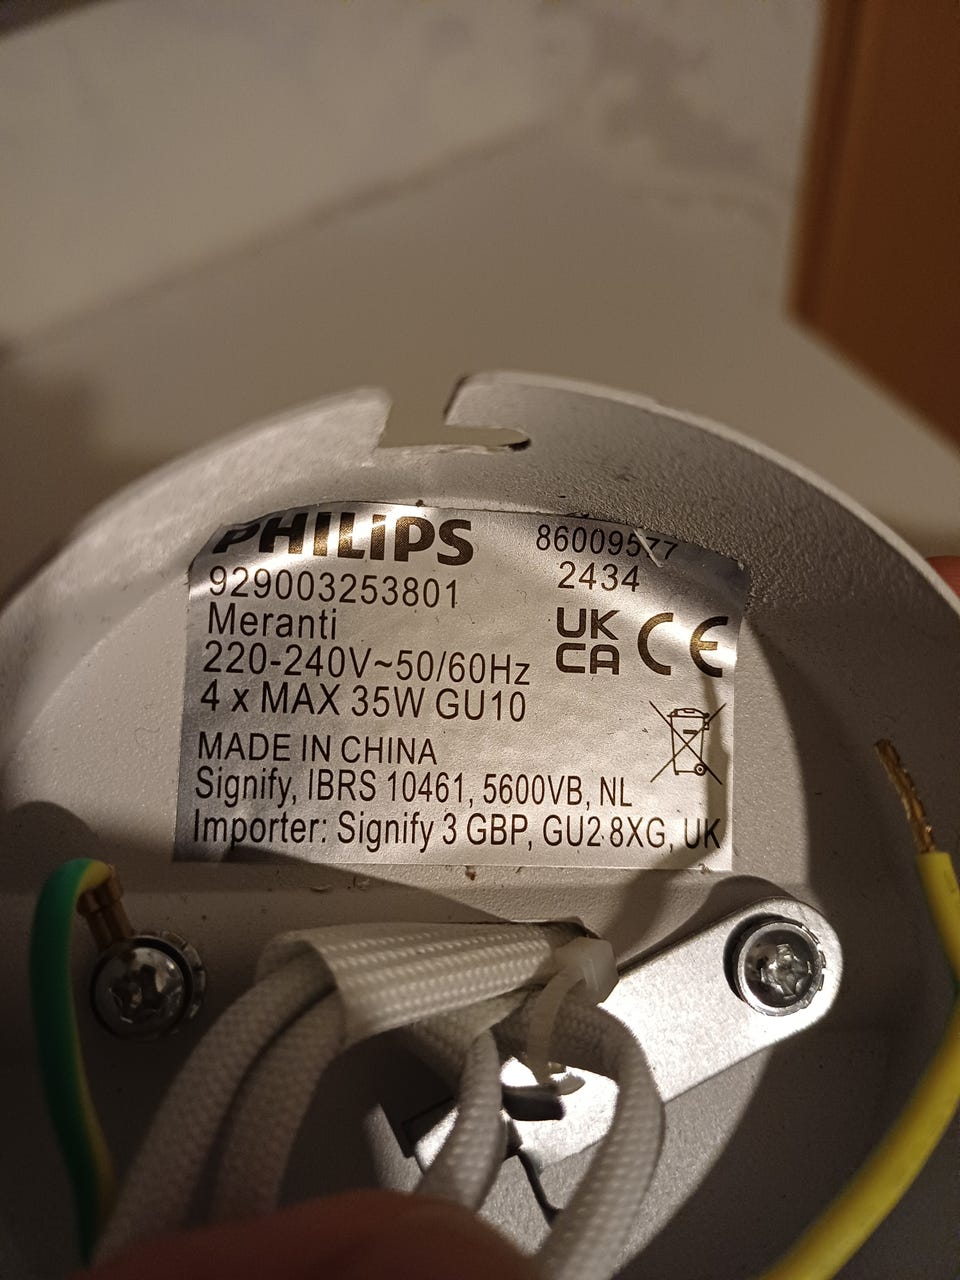 PHILIPS
929003253801
Meranti
220-240V~50/60Hz
4 x MAX 35W GU10
MADE IN CHINA
Signify, IBRS 10461, 5600VB, NL
Importer: Signify 3 GBP, GU2 8XG, UK
86009577
2434
UK
CA
CE